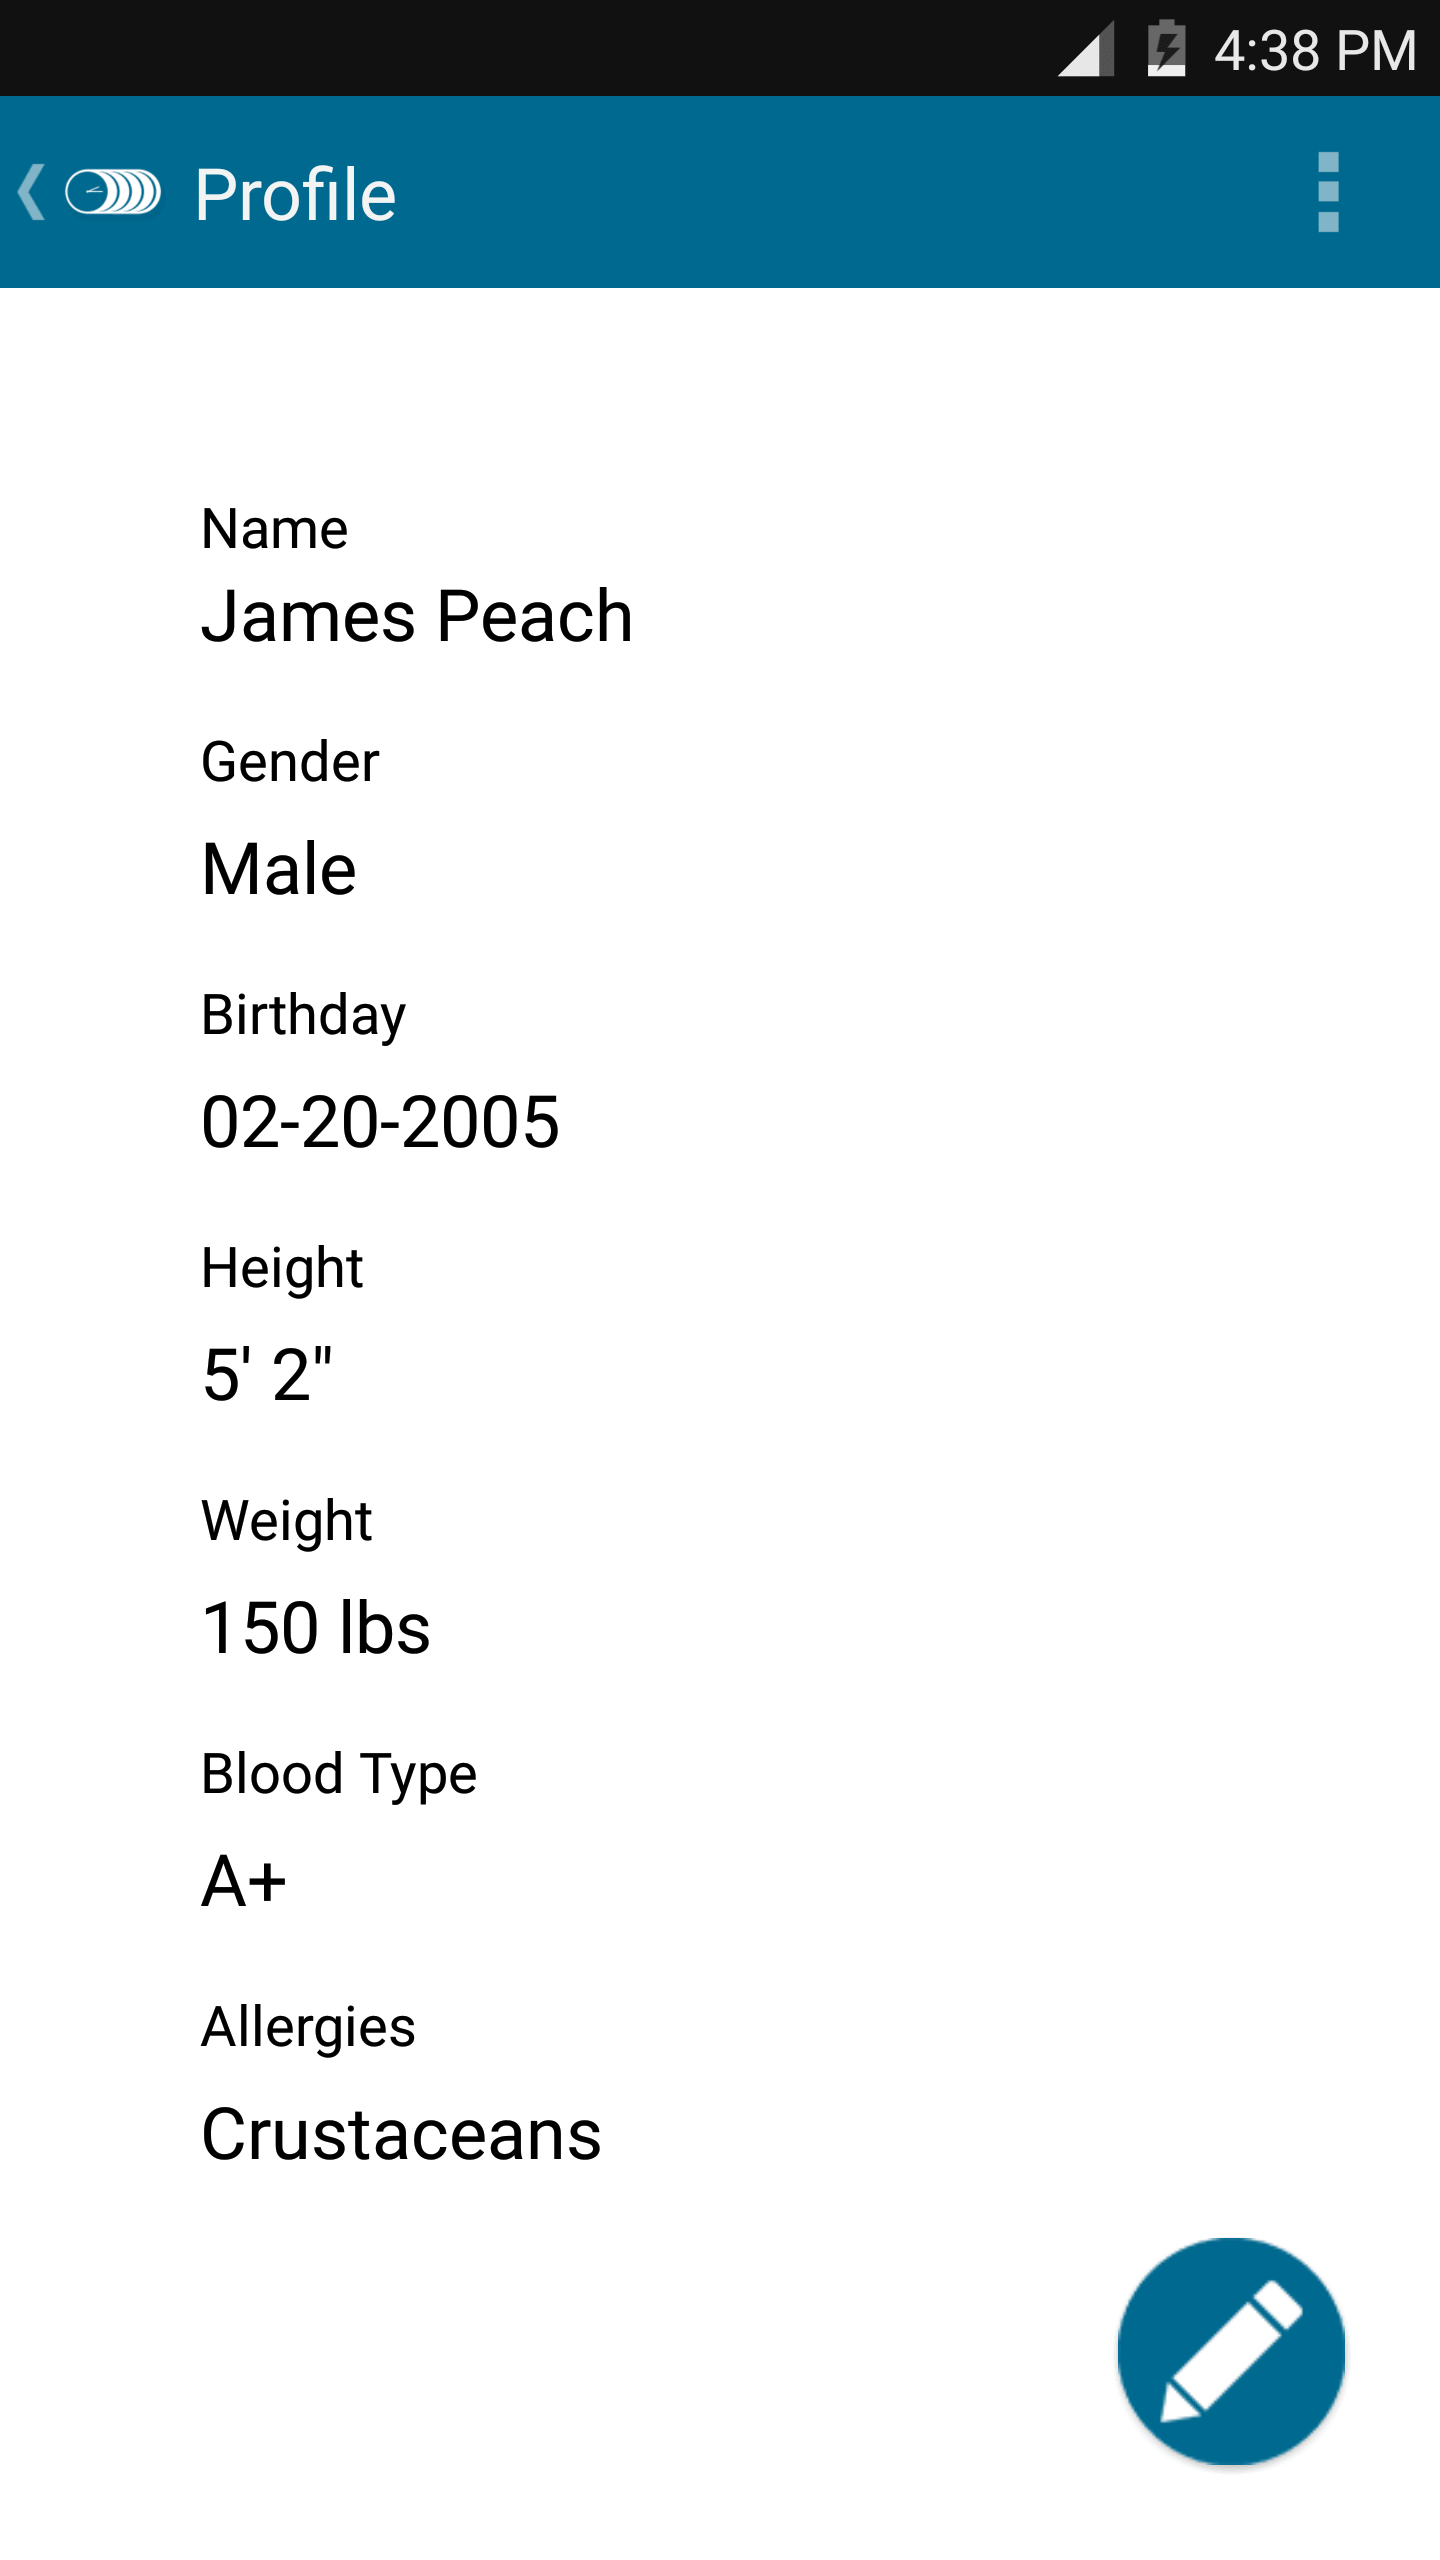 4:38 PM
Profile
Name
James Peach
Gender
Male
Birthday
02-20-2005
Height
5' 2"
Weight
150 lbs
Blood Type
A+
Allergies
Crustaceans